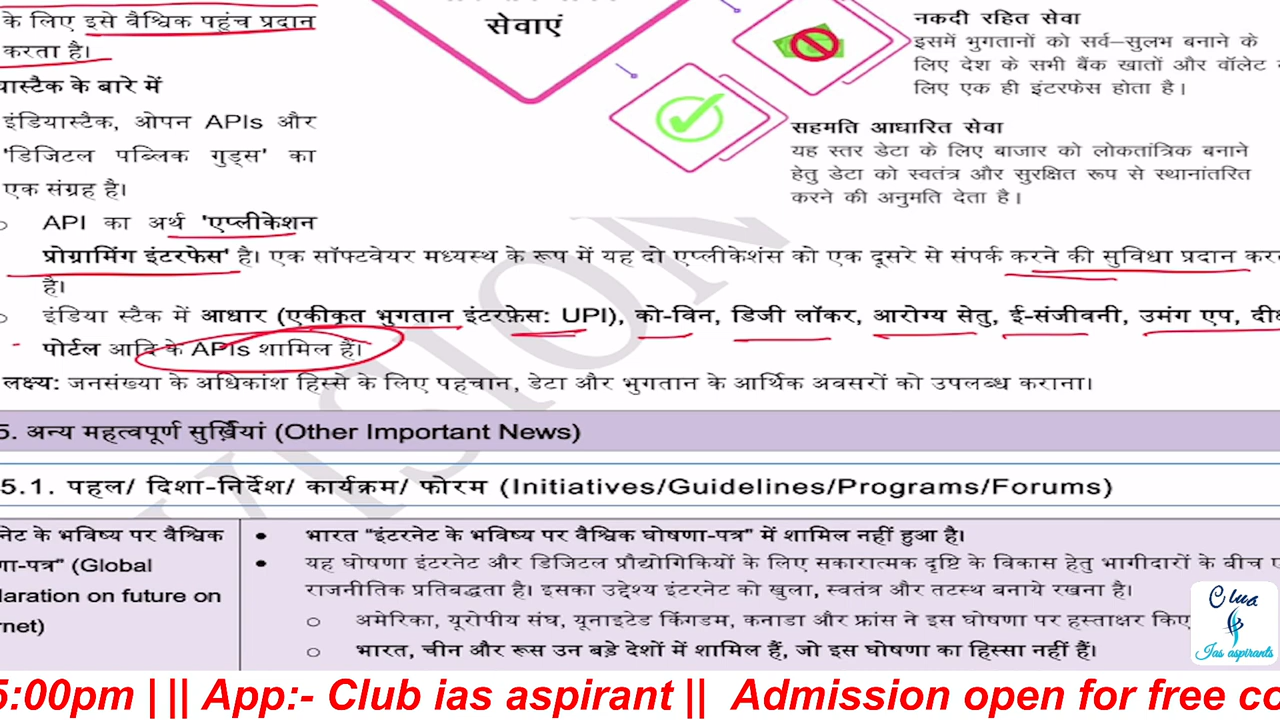 के लिए इसे वैश्विक पहुंच प्रदान
करता है।
यास्टैक के बारे में
इंडियास्टैक, ओपन APIs और
'डिजिटल पब्लिक गुड्स' का
एक संग्रह है।
सेवाएं
नकदी रहित सेवा
इसमें भुगतानों को सर्व–सुलभ बनाने के
लिए देश के सभी बैंक खातों और वॉलेट
लिए एक ही इंटरफेस होता है।
सहमति आधारित सेवा
यह स्तर डेटा के लिए बाजार को लोकतांत्रिक बनाने
हेतु डेटा को स्वतंत्र और सुरक्षित रूप से स्थानांतरित
करने की अनुमति देता है।
○ API का अर्थ 'एप्लीकेशन
प्रोग्रामिंग इंटरफेस' है। एक सॉफ्टवेयर मध्यस्थ के रूप में यह दो एप्लीकेशंस को एक दूसरे से संपर्क करने की सुविधा प्रदान कर
है।
○ इंडिया स्टैक में आधार (एकीकृत भुगतान इंटरफ़ेस: UPI), को-विन, डिजी लॉकर, आरोग्य सेतु, ई-संजीवनी, उमंग एप, दी
पोर्टल आदि के APIs शामिल हैं।
लक्ष्य: जनसंख्या के अधिकांश हिस्से के लिए पहचान, डेटा और भुगतान के आर्थिक अवसरों को उपलब्ध कराना।
5. अन्य महत्वपूर्ण सुर्ख़ियां (Other Important News)
5.1. पहल/ दिशा-निर्देश/ कार्यक्रम/ फोरम (Initiatives/Guidelines/Programs/Forums)
नेट के भविष्य पर वैश्विक
णा-पत्र" (Global
laration on future on
rnet)
• भारत "इंटरनेट के भविष्य पर वैश्विक घोषणा-पत्र" में शामिल नहीं हुआ है।
• यह घोषणा इंटरनेट और डिजिटल प्रौद्योगिकियों के लिए सकारात्मक दृष्टि के विकास हेतु भागीदारों के बीच ए
राजनीतिक प्रतिबद्धता है। इसका उद्देश्य इंटरनेट को खुला, स्वतंत्र और तटस्थ बनाये रखना है।
○ अमेरिका, यूरोपीय संघ, यूनाइटेड किंगडम, कनाडा और फ्रांस ने इस घोषणा पर हस्ताक्षर किए
○ भारत, चीन और रूस उन बड़े देशों में शामिल हैं, जो इस घोषणा का हिस्सा नहीं हैं।
VISION
Club
Ias aspirants
5:00pm | || App:- Club ias aspirant || Admission open for free co